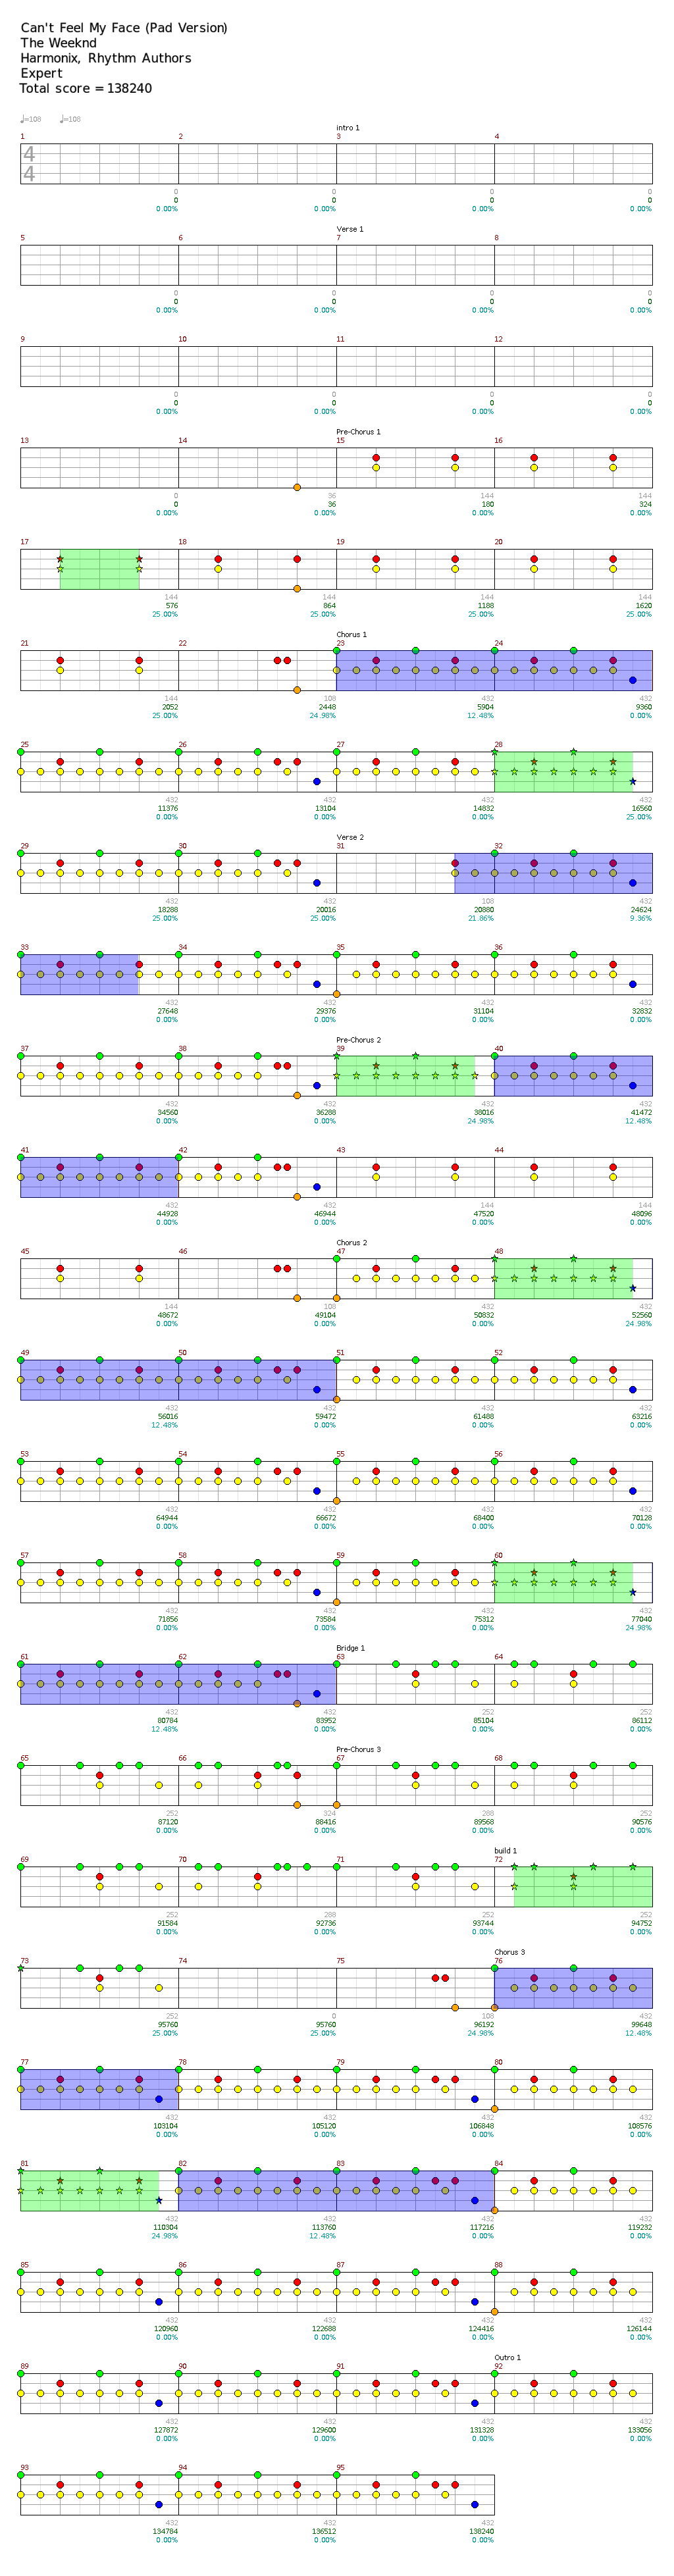 Can't Feel My Face (Pad Version)
The Weeknd
Harmonix, Rhythm Authors
Expert
Total score = 138240
♩=108 ♩=108
intro 1
1 2 3 4
4
4
0 0 0 0
0 0 0 0
0.00% 0.00% 0.00% 0.00%
Verse 1
5 6 7 8
0 0 0 0
0 0 0 0
0.00% 0.00% 0.00% 0.00%
9 10 11 12
0 0 0 0
0 0 0 0
0.00% 0.00% 0.00% 0.00%
Pre-Chorus 1
13 14 15 16
0 36 144 144
0 36 180 324
0.00% 0.00% 0.00% 0.00%
17 18 19 20
144 144 144 144
576 864 1188 1620
25.00% 25.00% 25.00% 25.00%
Chorus 1
21 22 23 24
144 108 432 432
2052 2448 5904 9360
25.00% 24.98% 12.48% 0.00%
25 26 27 28
432 432 432 432
11376 13104 14832 16560
0.00% 0.00% 0.00% 25.00%
Verse 2
29 30 31 32
432 432 108 432
18288 20016 20880 24624
25.00% 25.00% 21.86% 9.36%
33 34 35 36
432 432 432 432
27648 29376 31104 32832
0.00% 0.00% 0.00% 0.00%
Pre-Chorus 2
37 38 39 40
432 432 432 432
34560 36288 38016 41472
0.00% 0.00% 24.98% 12.48%
41 42 43 44
432 432 144 144
44928 46944 47520 48096
0.00% 0.00% 0.00% 0.00%
Chorus 2
45 46 47 48
144 108 432 432
48672 49104 50832 52560
0.00% 0.00% 0.00% 24.98%
49 50 51 52
432 432 432 432
56016 59472 61488 63216
12.48% 0.00% 0.00% 0.00%
53 54 55 56
432 432 432 432
64944 66672 68400 70128
0.00% 0.00% 0.00% 0.00%
57 58 59 60
432 432 432 432
71856 73584 75312 77040
0.00% 0.00% 0.00% 24.98%
Bridge 1
61 62 63 64
432 432 252 252
80784 83952 85104 86112
12.48% 0.00% 0.00% 0.00%
Pre-Chorus 3
65 66 67 68
252 324 288 252
87120 88416 89568 90576
0.00% 0.00% 0.00% 0.00%
build 1
69 70 71 72
252 288 252 252
91584 92736 93744 94752
0.00% 0.00% 0.00% 0.00%
Chorus 3
73 74 75 76
252 0 108 432
95760 95760 96192 99648
25.00% 25.00% 24.98% 12.48%
77 78 79 80
432 432 432 432
103104 105120 106848 108576
0.00% 0.00% 0.00% 0.00%
81 82 83 84
432 432 432 432
110304 113760 117216 119232
24.98% 12.48% 0.00% 0.00%
85 86 87 88
432 432 432 432
120960 122688 124416 126144
0.00% 0.00% 0.00% 0.00%
Outro 1
89 90 91 92
432 432 432 432
127872 129600 131328 133056
0.00% 0.00% 0.00% 0.00%
93 94 95
432 432 432
134784 136512 138240
0.00% 0.00% 0.00%